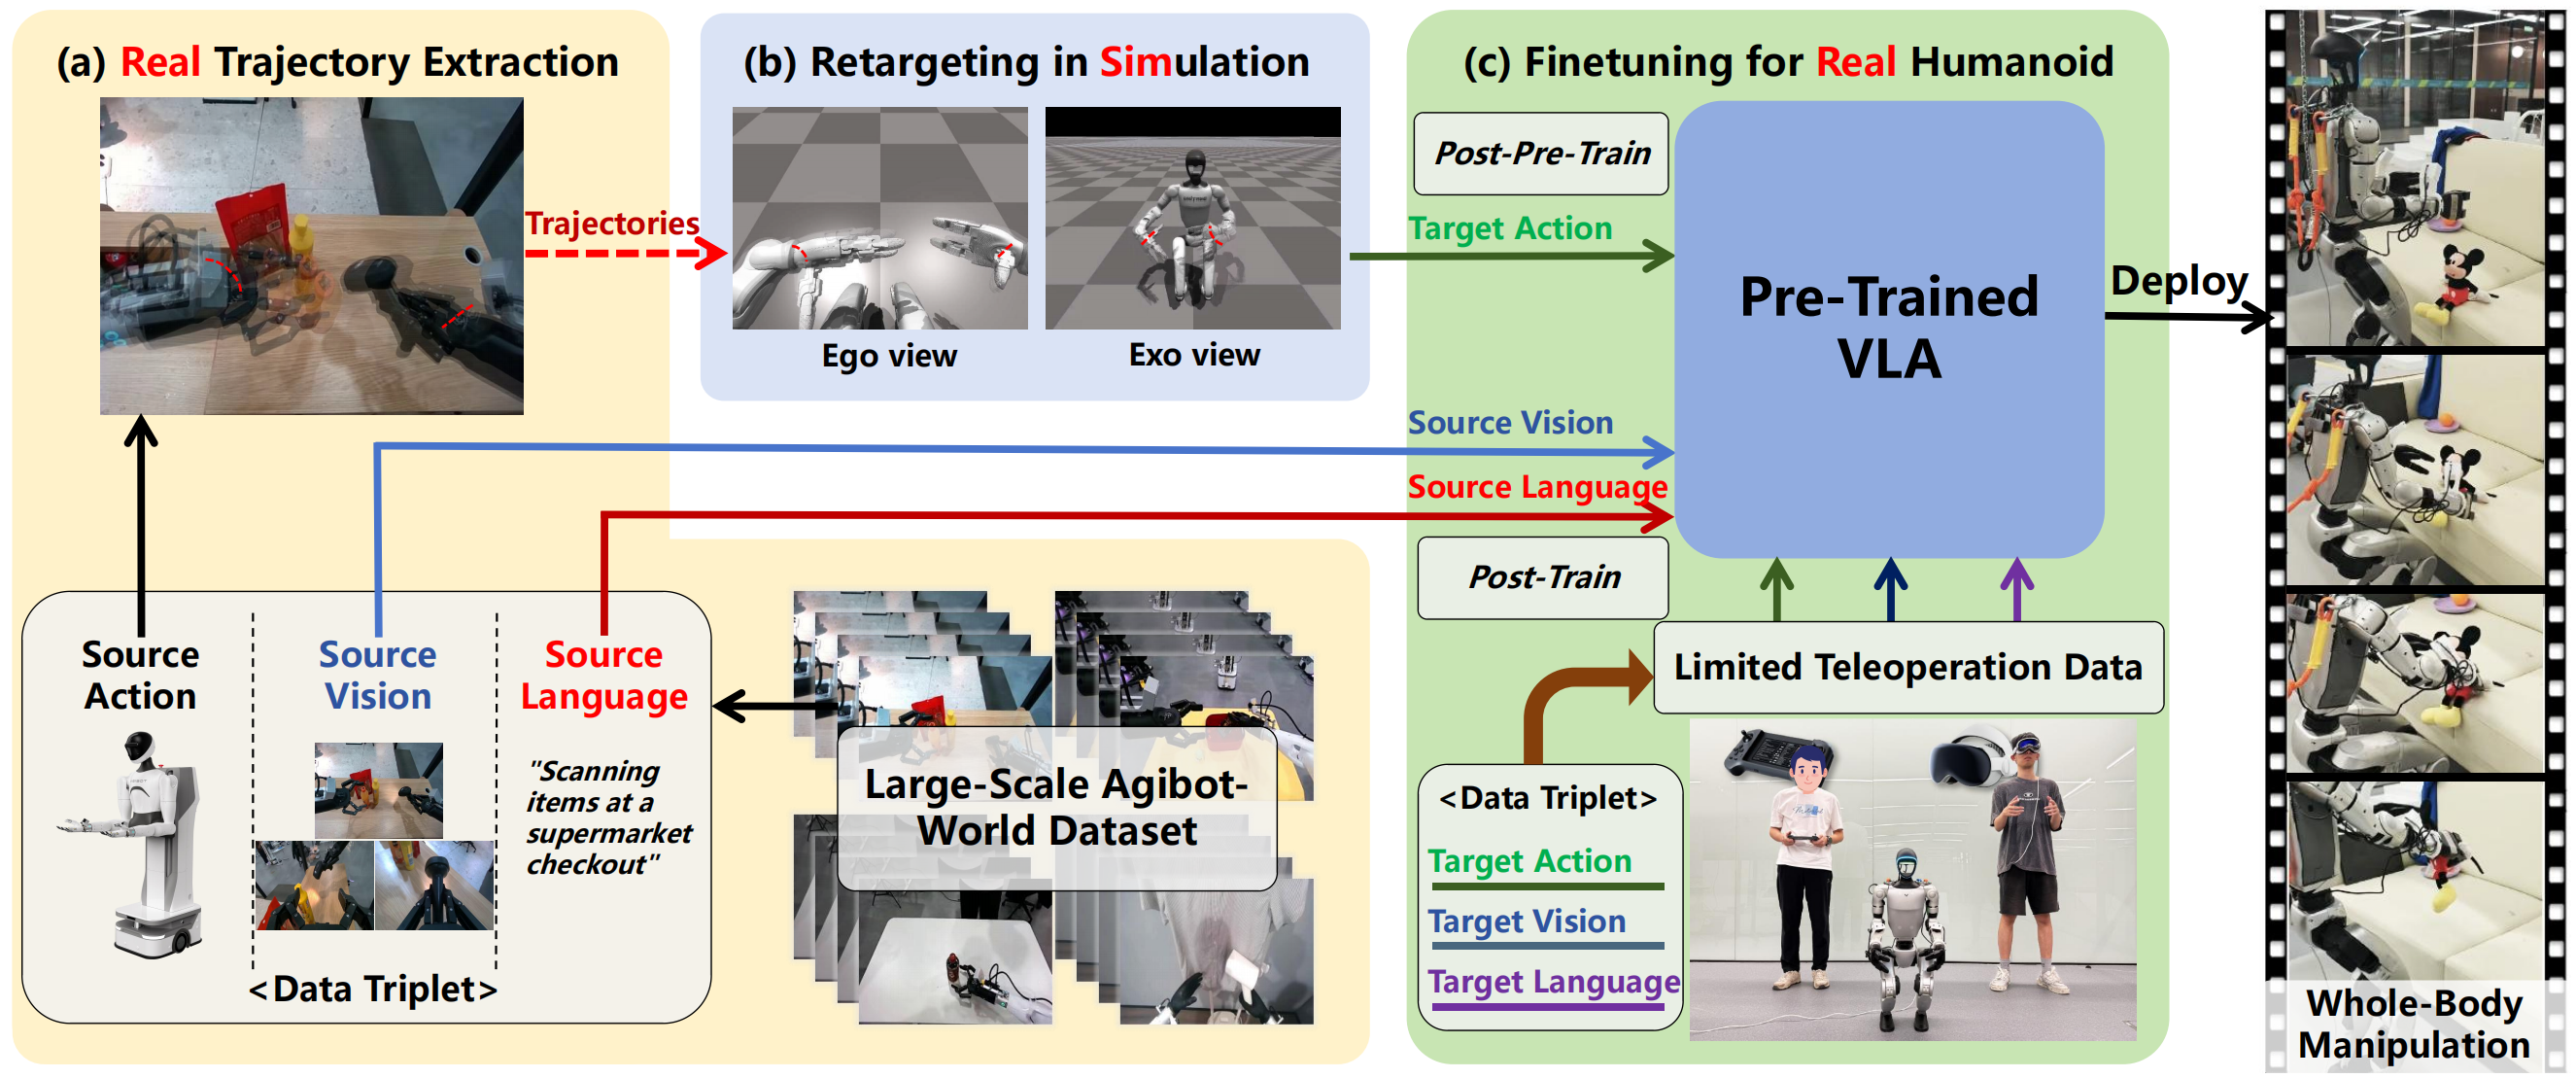 (a) Real Trajectory Extraction
Trajectories
Source
Action
Source
Vision
Source
Language
"Scanning
items at a
supermarket
checkout"
<Data Triplet>
Large-Scale Agibot-
World Dataset
(b) Retargeting in Simulation
Ego view
Exo view
(c) Finetuning for Real Humanoid
Post-Pre-Train
Target Action
Source Vision
Source Language
Post-Train
Pre-Trained
VLA
Limited Teleoperation Data
<Data Triplet>
Target Action
Target Vision
Target Language
Deploy
Whole-Body
Manipulation